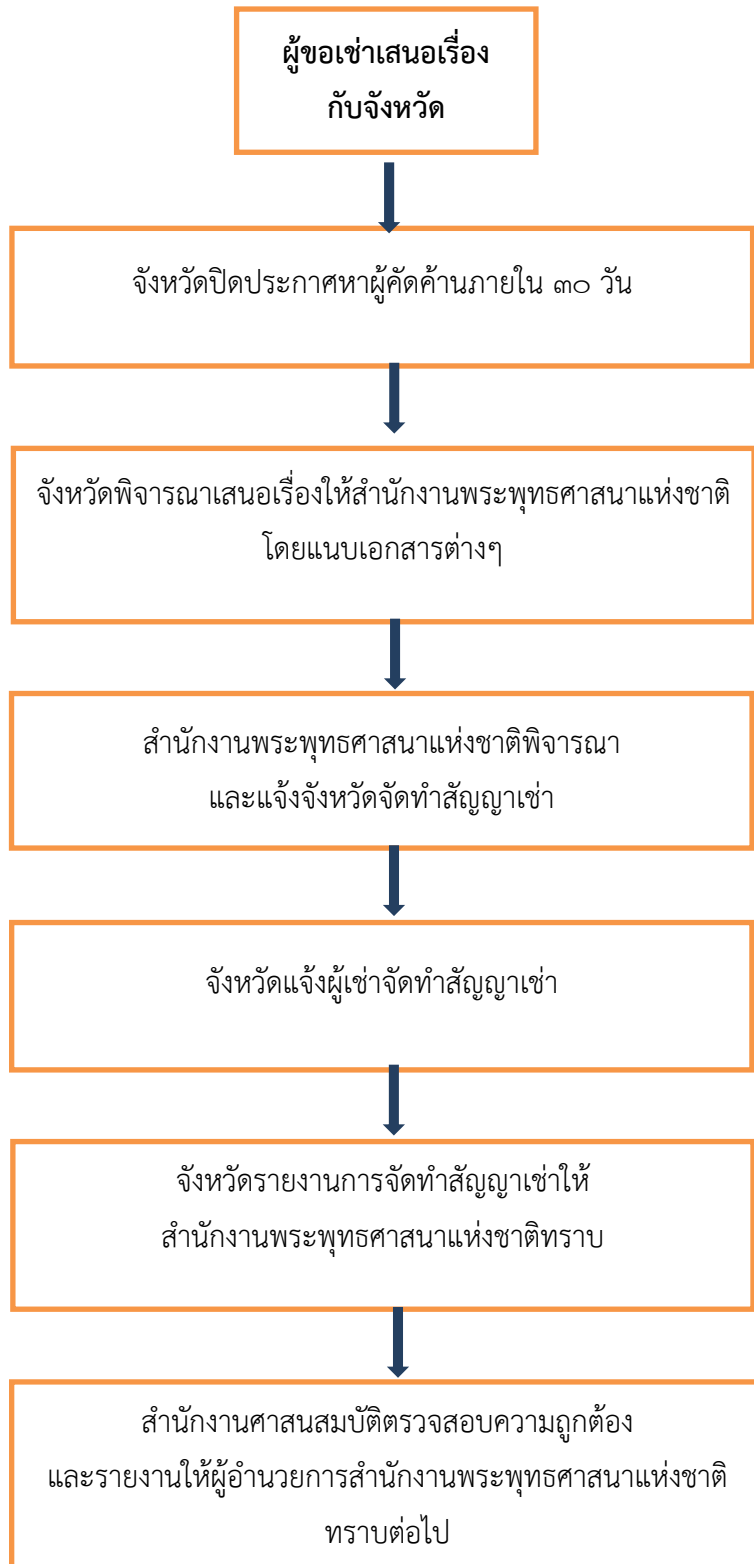 ผู้ขอเช่าเสนอเรื่อง
กับจังหวัด
จังหวัดปิดประกาศหาผู้คัดค้านภายใน ๓๐ วัน
จังหวัดพิจารณาเสนอเรื่องให้สำนักงานพระพุทธศาสนาแห่งชาติ
โดยแนบเอกสารต่างๆ
สำนักงานพระพุทธศาสนาแห่งชาติพิจารณา
และแจ้งจังหวัดจัดทำสัญญาเช่า
จังหวัดแจ้งผู้เช่าจัดทำสัญญาเช่า
จังหวัดรายงานการจัดทำสัญญาเช่าให้
สำนักงานพระพุทธศาสนาแห่งชาติทราบ
สำนักงานศาสนสมบัติตรวจสอบความถูกต้อง
และรายงานให้ผู้อำนวยการสำนักงานพระพุทธศาสนาแห่งชาติ
ทราบต่อไป